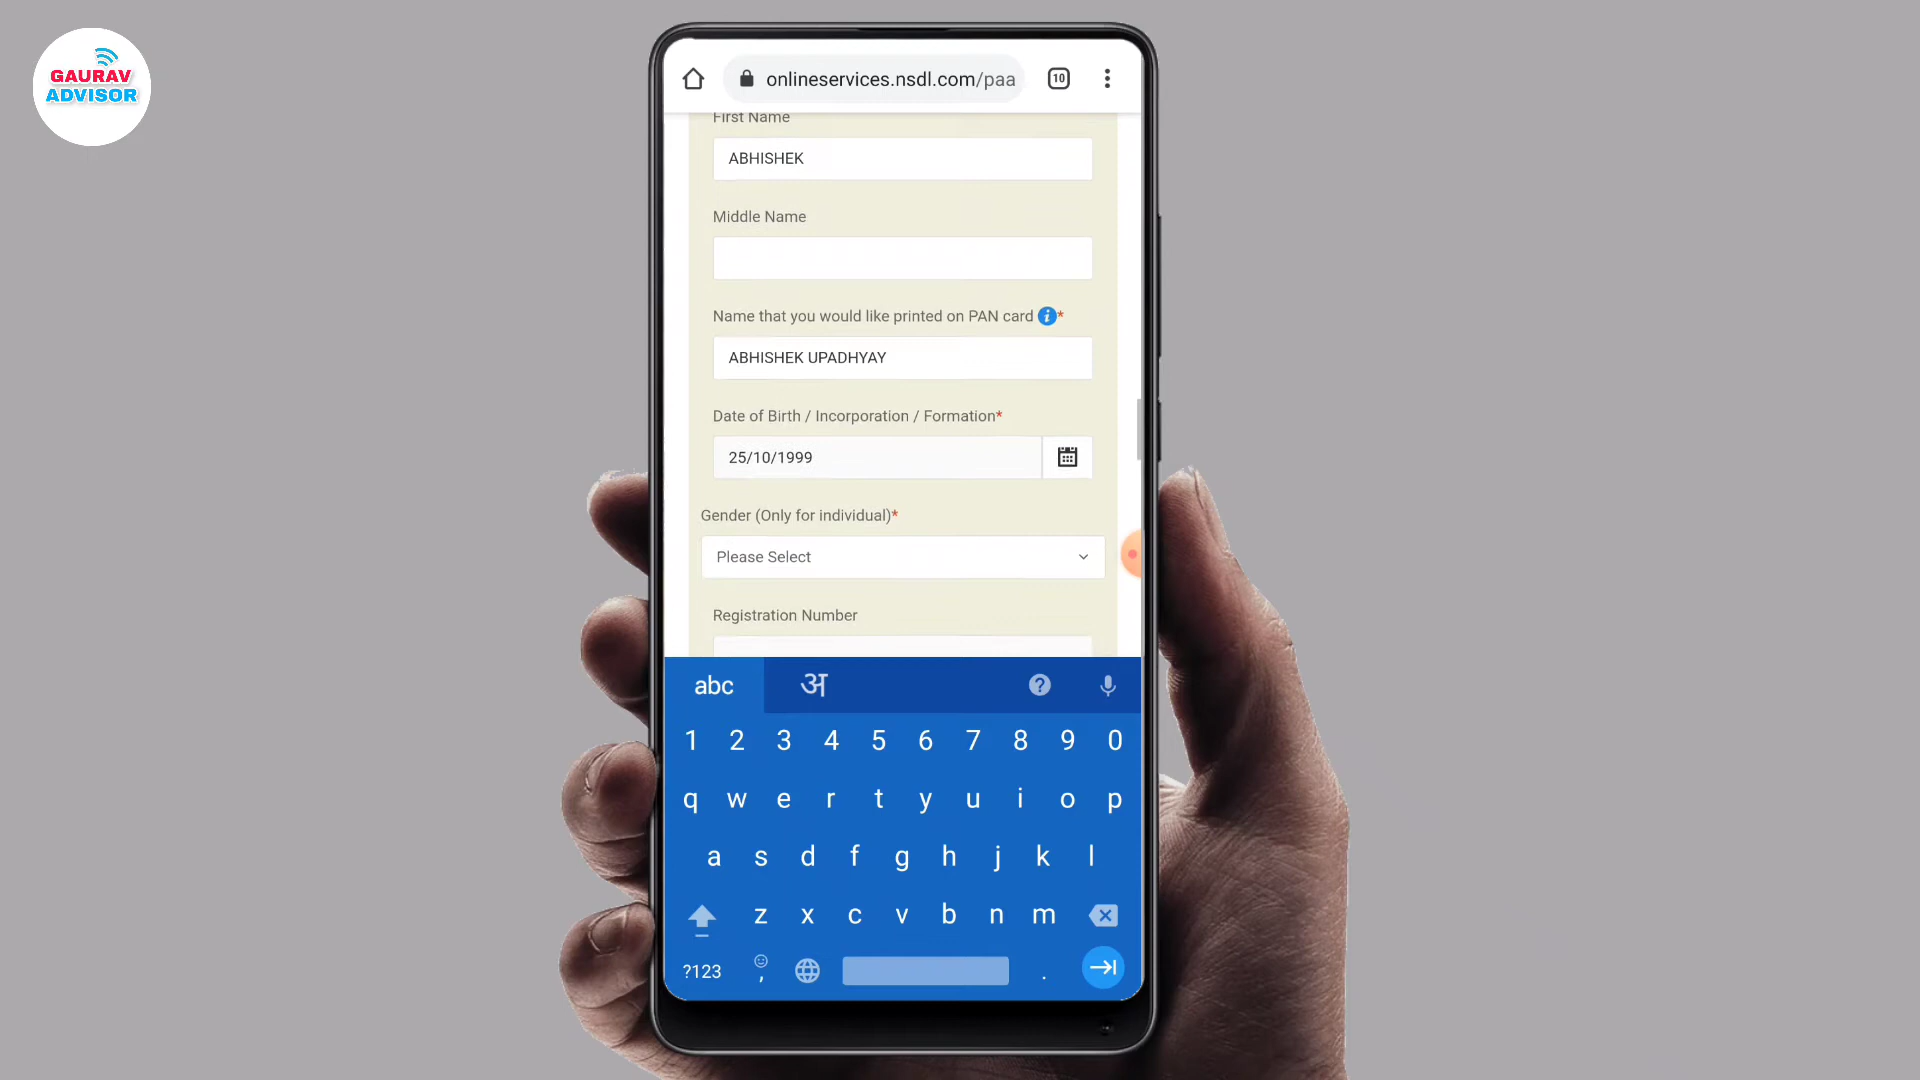 GAURAV
ADVISOR
onlineservices.nsdl.com/paa
10
First Name
ABHISHEK
Middle Name
Name that you would like printed on PAN card i*
ABHISHEK UPADHYAY
Date of Birth / Incorporation / Formation*
25/10/1999
Gender (Only for individual)*
Please Select
Registration Number
abc अ ?
1 2 3 4 5 6 7 8 9 0
q w e r t y u i o p
a s d f g h j k l
z x c v b n m
?123 , .